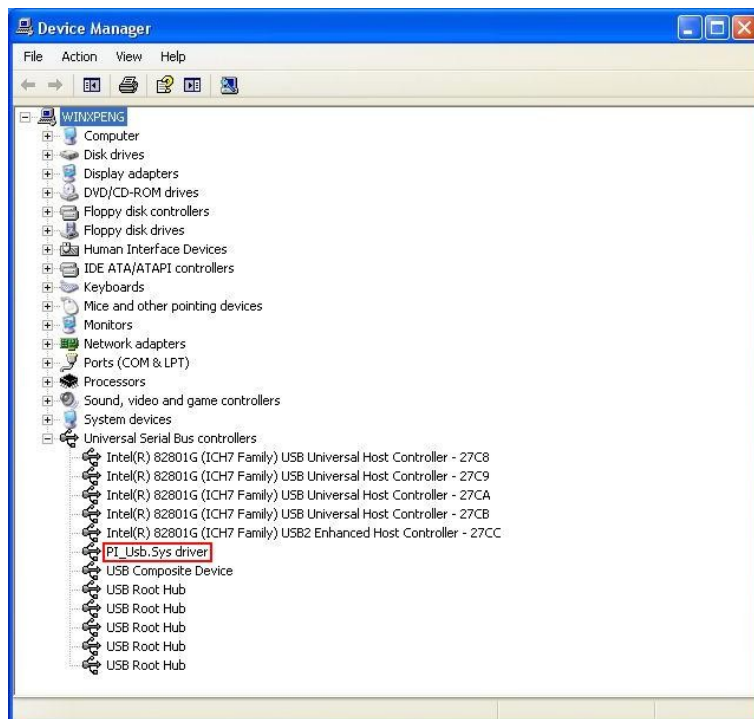 Device Manager
File Action View Help
WINXPENG
Computer
Disk drives
Display adapters
DVD/CD-ROM drives
Floppy disk controllers
Floppy disk drives
Human Interface Devices
IDE ATA/ATAPI controllers
Keyboards
Mice and other pointing devices
Monitors
Network adapters
Ports (COM & LPT)
Processors
Sound, video and game controllers
System devices
Universal Serial Bus controllers
Intel(R) 82801G (ICH7 Family) USB Universal Host Controller - 27C8
Intel(R) 82801G (ICH7 Family) USB Universal Host Controller - 27C9
Intel(R) 82801G (ICH7 Family) USB Universal Host Controller - 27CA
Intel(R) 82801G (ICH7 Family) USB Universal Host Controller - 27CB
Intel(R) 82801G (ICH7 Family) USB2 Enhanced Host Controller - 27CC
PI_Usb.Sys driver
USB Composite Device
USB Root Hub
USB Root Hub
USB Root Hub
USB Root Hub
USB Root Hub